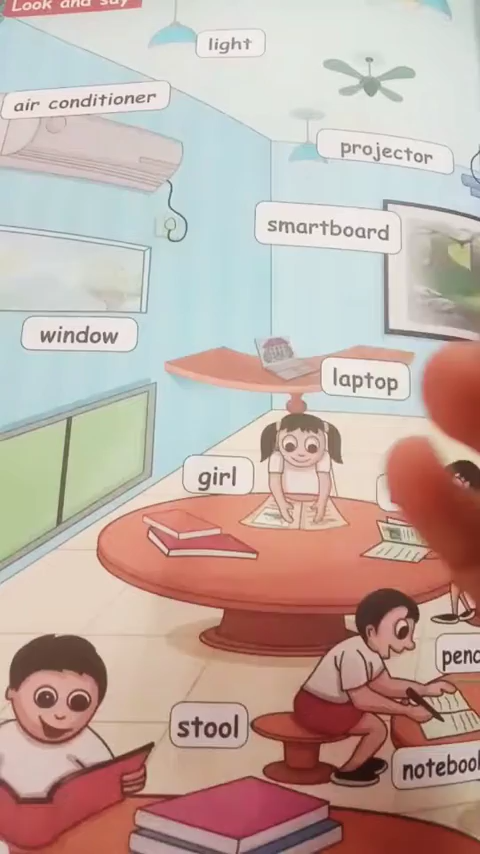 Look and say
light
air conditioner
projector
smartboard
window
laptop
girl
stool